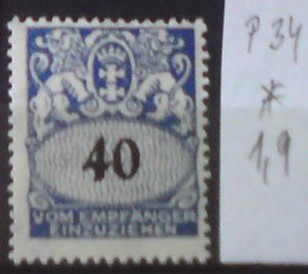 40
VOM EMPFÄNGER
EINZUZIEHEN
P 34
*
1,9